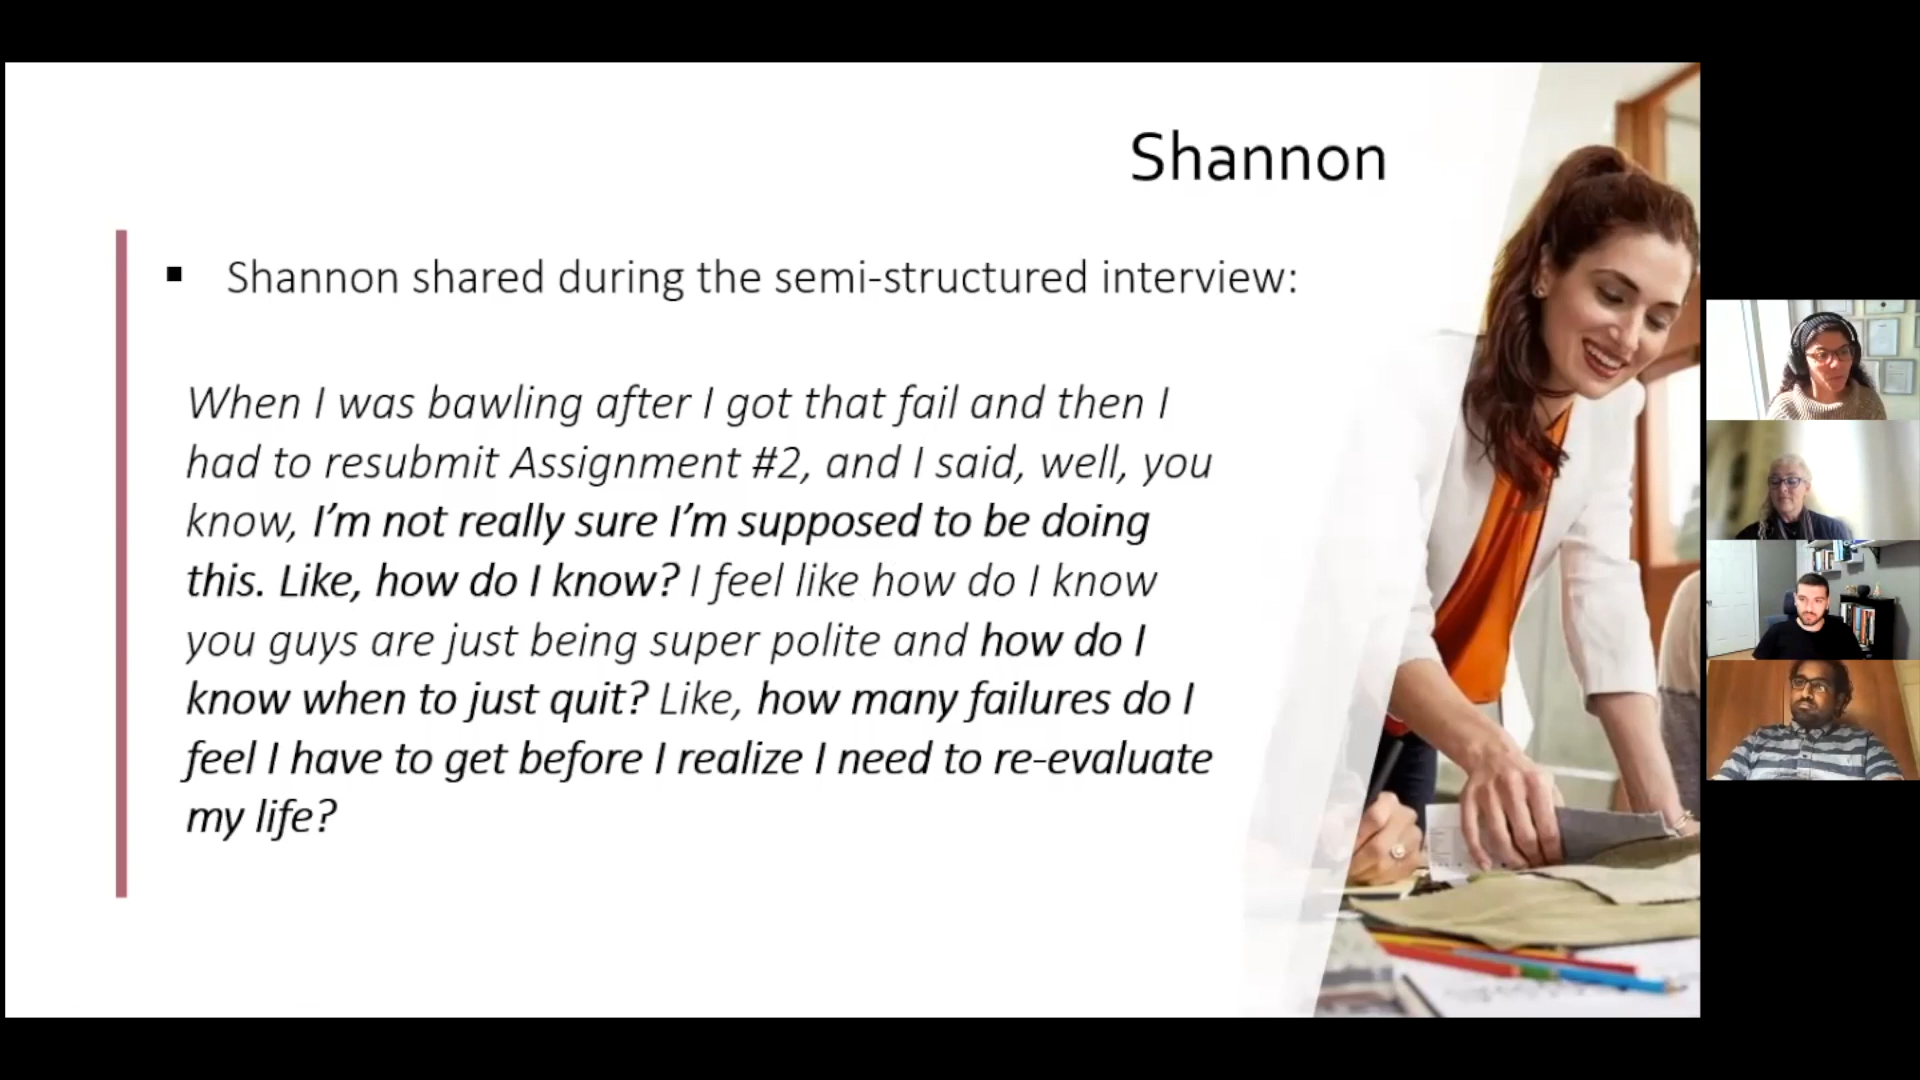 Shannon
▪ Shannon shared during the semi-structured interview:
When I was bawling after I got that fail and then I
had to resubmit Assignment #2, and I said, well, you
know, I’m not really sure I’m supposed to be doing
this. Like, how do I know? I feel like how do I know
you guys are just being super polite and how do I
know when to just quit? Like, how many failures do I
feel I have to get before I realize I need to re-evaluate
my life?